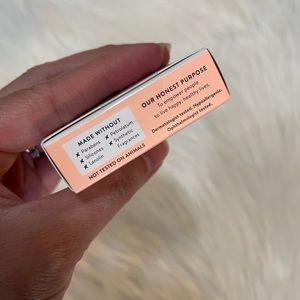 MADE WITHOUT
× Parabens
× Silicones
× Lanolin
× Petrolatum
× Synthetic
Fragrances
NOT TESTED ON ANIMALS
OUR HONEST PURPOSE
To empower people
to live happy, healthy lives.
Dermatologist tested. Hypoallergenic.
Ophthalmologist tested.